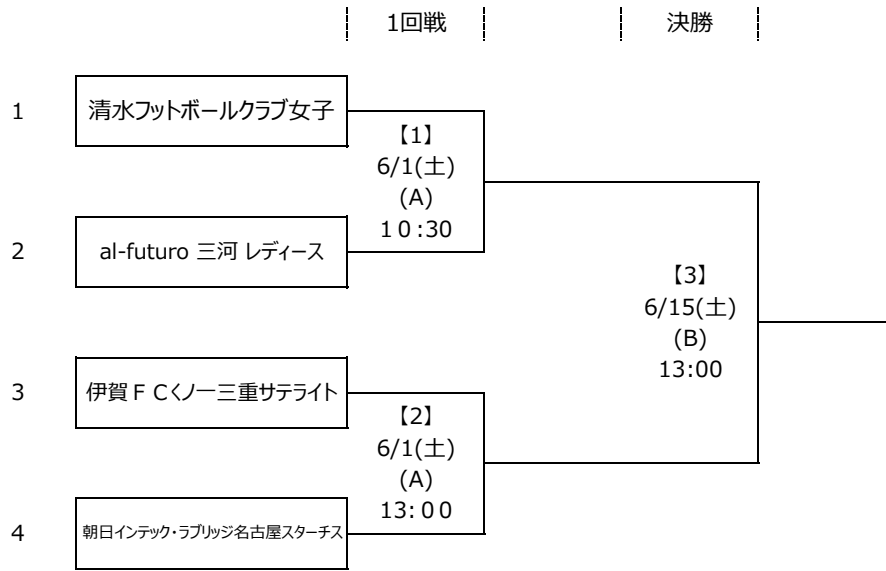 1回戦
決勝
1
清水フットボールクラブ女子
【1】
6/1(土)
(A)
１０:30
2
al-futuro 三河 レディース
【3】
6/15(土)
(B)
13:00
3
伊賀ＦＣくノ一三重サテライト
【2】
6/1(土)
(A)
13:００
4
朝日インテック・ラブリッジ名古屋スターチス